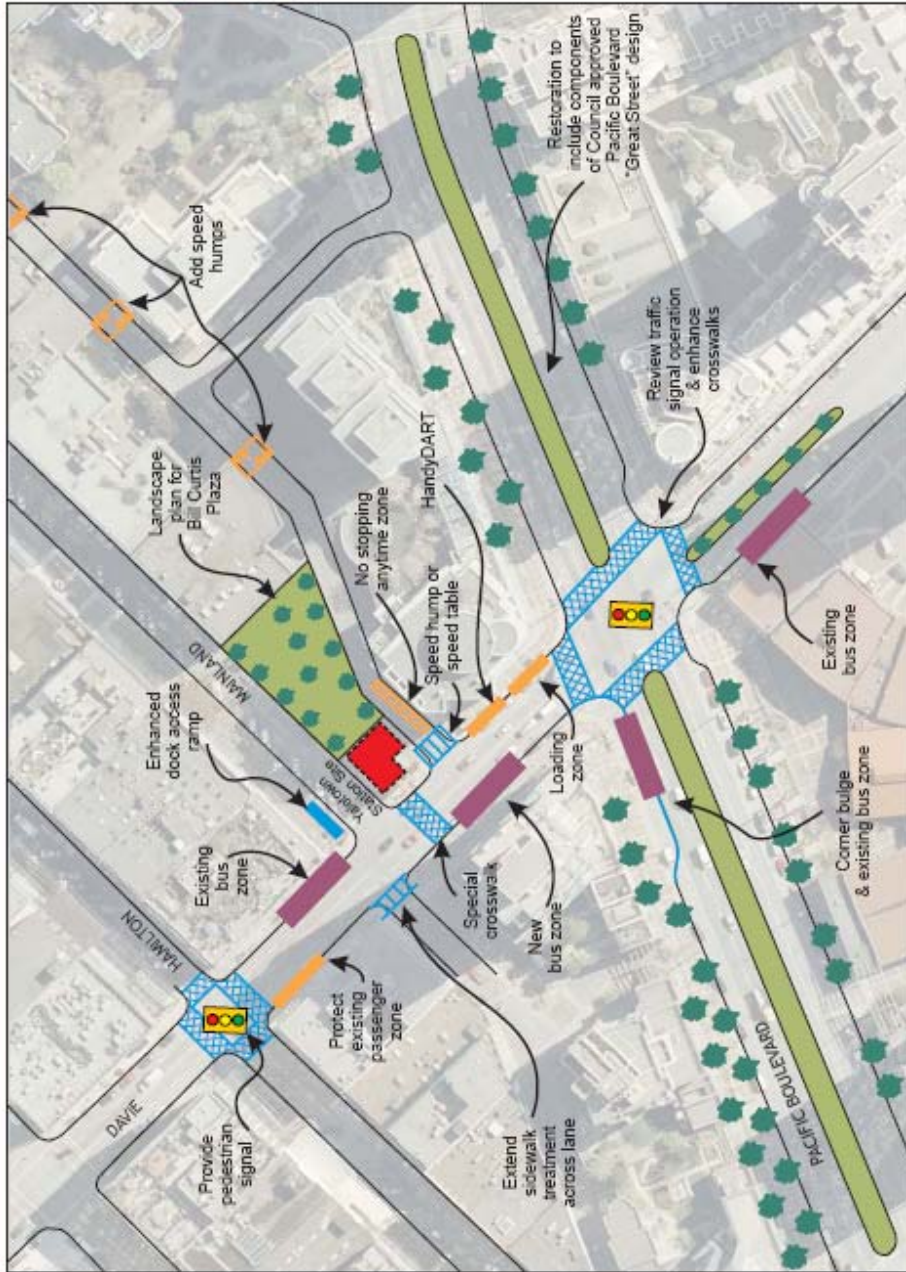 HAMILTON
DAVIE
Provide
pedestrian
signal
Existing
bus
zone
Enhanced
dock access
ramp
MAINLAND
Landscape
plan for
Bill Curtis
Plaza
Add speed
humps
Protect
existing
passenger
zone
Yaletown
Station Site
No stopping
anytime zone
Speed hump or
speed table
HandyDART
Extend
sidewalk
treatment
across lane
Special
crosswalk
New
bus zone
Loading
zone
Restoration to
include components
of Council approved
Pacific Boulevard
"Great Street" design
Review traffic
signal operation
& enhance
crosswalks
PACIFIC BOULEVARD
Corner bulge
& existing bus zone
Existing
bus zone